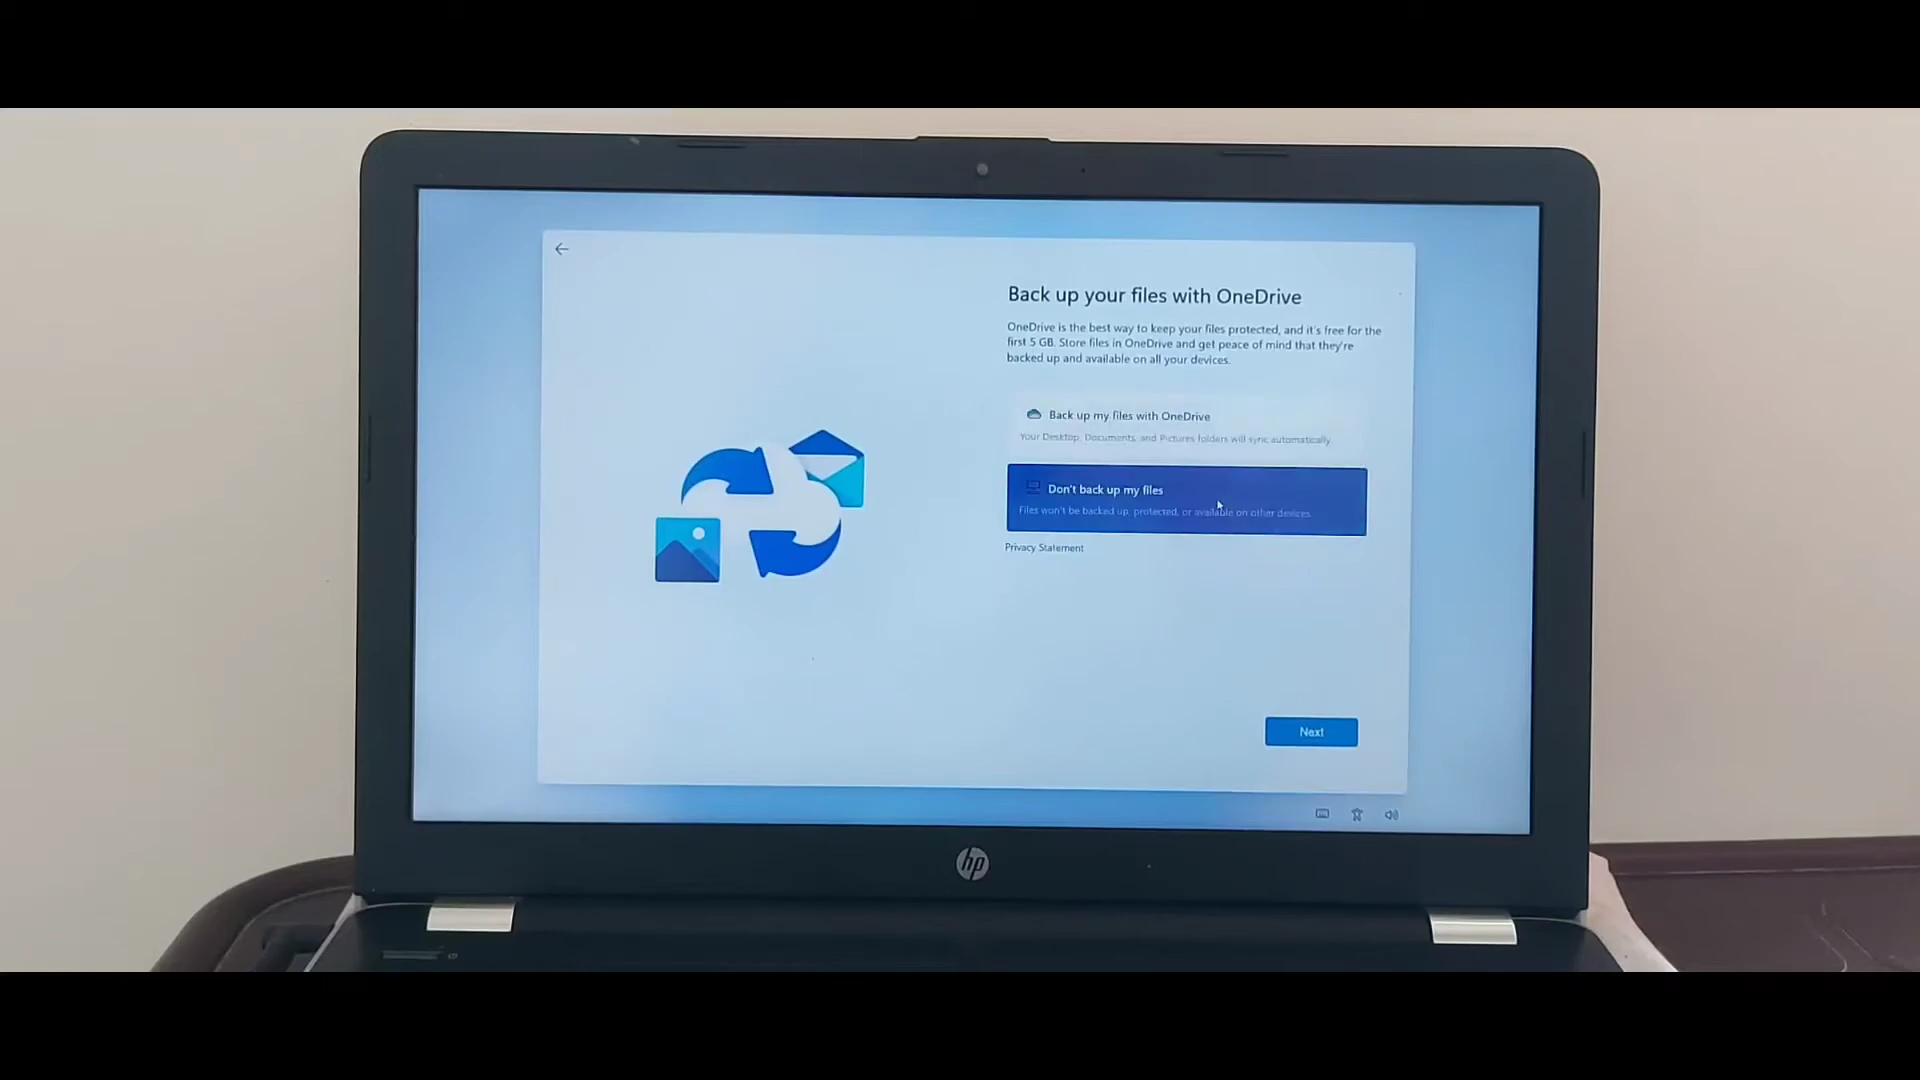 Back up your files with OneDrive
OneDrive is the best way to keep your files protected, and it's free for the
first 5 GB. Store files in OneDrive and get peace of mind that they're
backed up and available on all your devices.
Back up my files with OneDrive
Your Desktop, Documents, and Pictures folders will sync automatically.
Don't back up my files
Files won't be backed up, protected, or available on other devices.
Privacy Statement
Next
hp